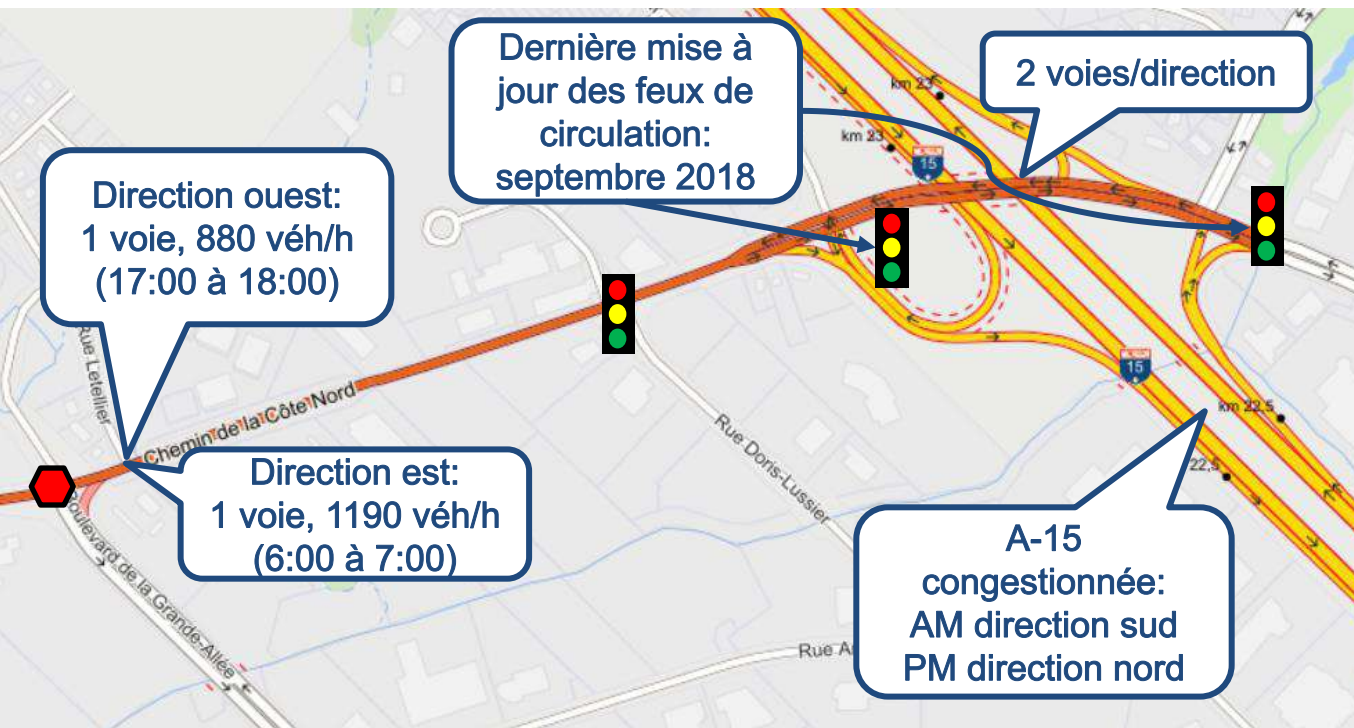 Dernière mise à
jour des feux de
circulation:
septembre 2018
2 voies/direction
km 23
km 23
15
Direction ouest:
1 voie, 880 véh/h
(17:00 à 18:00)
Rue Letellier
Chemin de la Côte Nord
15
km 22,5
22,5
Rue Doris-Lussier
Direction est:
1 voie, 1190 véh/h
(6:00 à 7:00)
Boulevard de la Grande-Allée
A-15
congestionnée:
AM direction sud
PM direction nord
Rue A